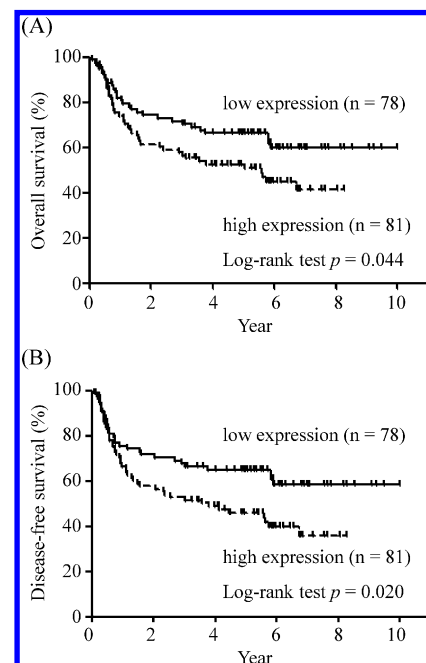 (A)
Overall survival (%)
100
80
60
40
20
0
low expression (n = 78)
high expression (n = 81)
Log-rank test p = 0.044
0 2 4 6 8 10
Year
(B)
Disease-free survival (%)
100
80
60
40
20
0
low expression (n = 78)
high expression (n = 81)
Log-rank test p = 0.020
0 2 4 6 8 10
Year